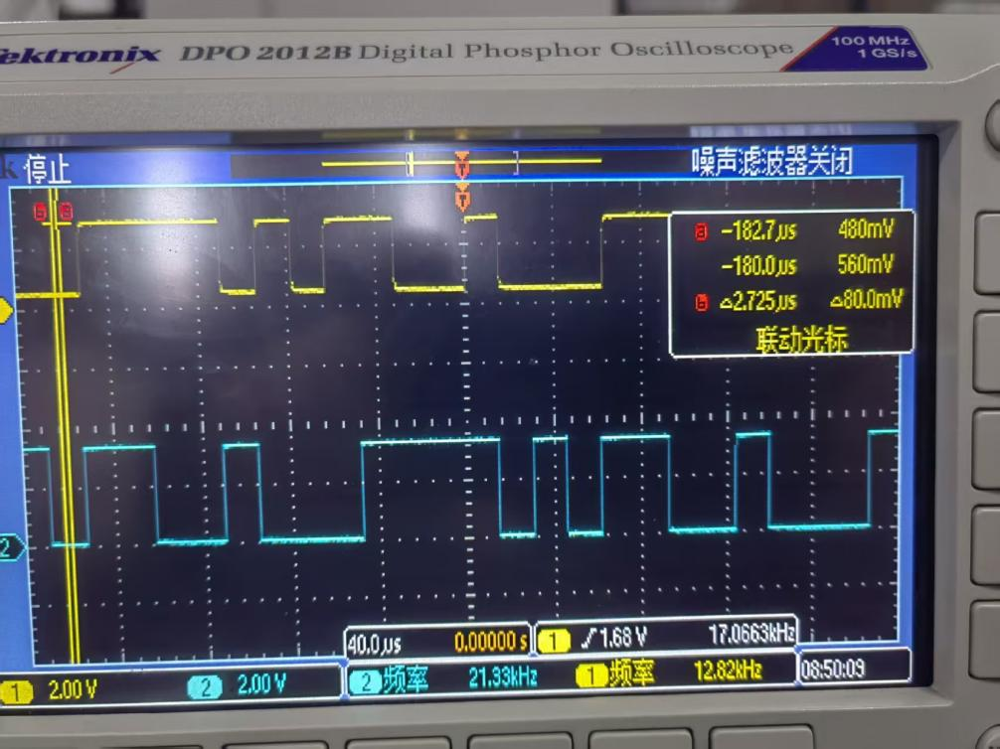 Tektronix DPO 2012B Digital Phosphor Oscilloscope
100 MHz
1 GS/s
停止
噪声滤波器关闭
T
T
a -182.7µs 480mV
-180.0µs 560mV
b △2.725µs △80.0mV
联动光标
2
40.0µs 0.00000 s
1 1.68 V 17.0663kHz
1 2.00 V
2 2.00 V
2 频率 21.33kHz
1 频率 12.82kHz
08:50:09